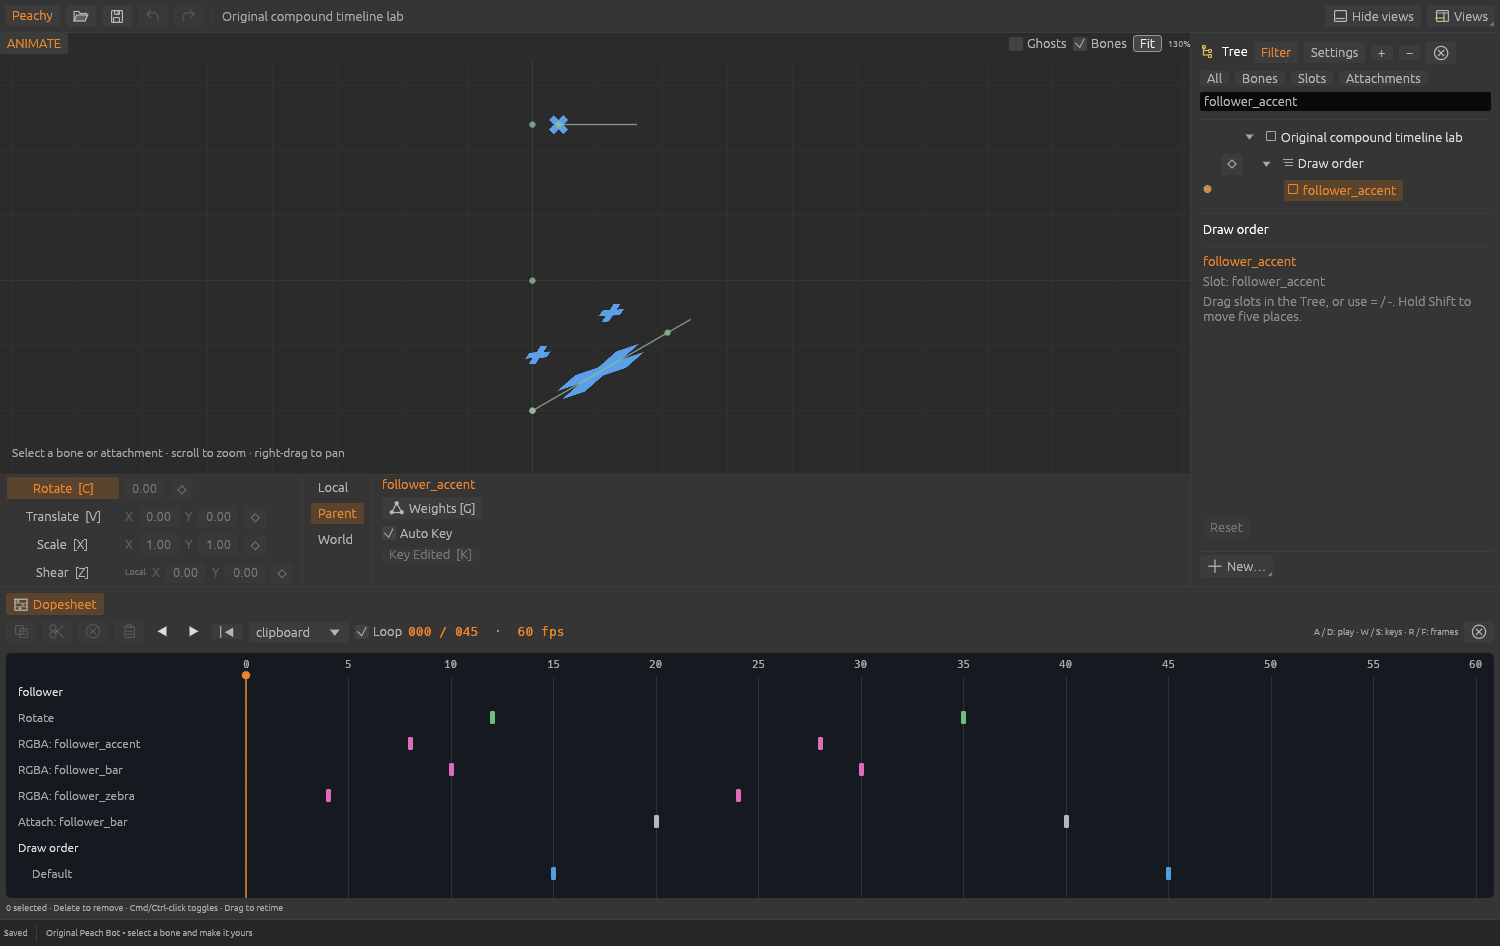 Peachy
Original compound timeline lab
Hide views
Views
ANIMATE
Ghosts
Bones
Fit
130%
Tree
Filter
Settings
+
−
All
Bones
Slots
Attachments
follower_accent
Original compound timeline lab
Draw order
follower_accent
Draw order
follower_accent
Slot: follower_accent
Drag slots in the Tree, or use = / -. Hold Shift to
move five places.
Reset
New...
Select a bone or attachment · scroll to zoom · right-drag to pan
Rotate [C] 0.00
Translate [V] X 0.00 Y 0.00
Scale [X] X 1.00 Y 1.00
Shear [Z] Local X 0.00 Y 0.00
Local
Parent
World
follower_accent
Weights [G]
Auto Key
Key Edited [K]
Dopesheet
clipboard
Loop
000 / 045 · 60 fps
A / D: play · W / S: keys · R / F: frames
0 5 10 15 20 25 30 35 40 45 50 55 60
follower
Rotate
RGBA: follower_accent
RGBA: follower_bar
RGBA: follower_zebra
Attach: follower_bar
Draw order
Default
0 selected · Delete to remove · Cmd/Ctrl-click toggles · Drag to retime
Saved
Original Peach Bot • select a bone and make it yours